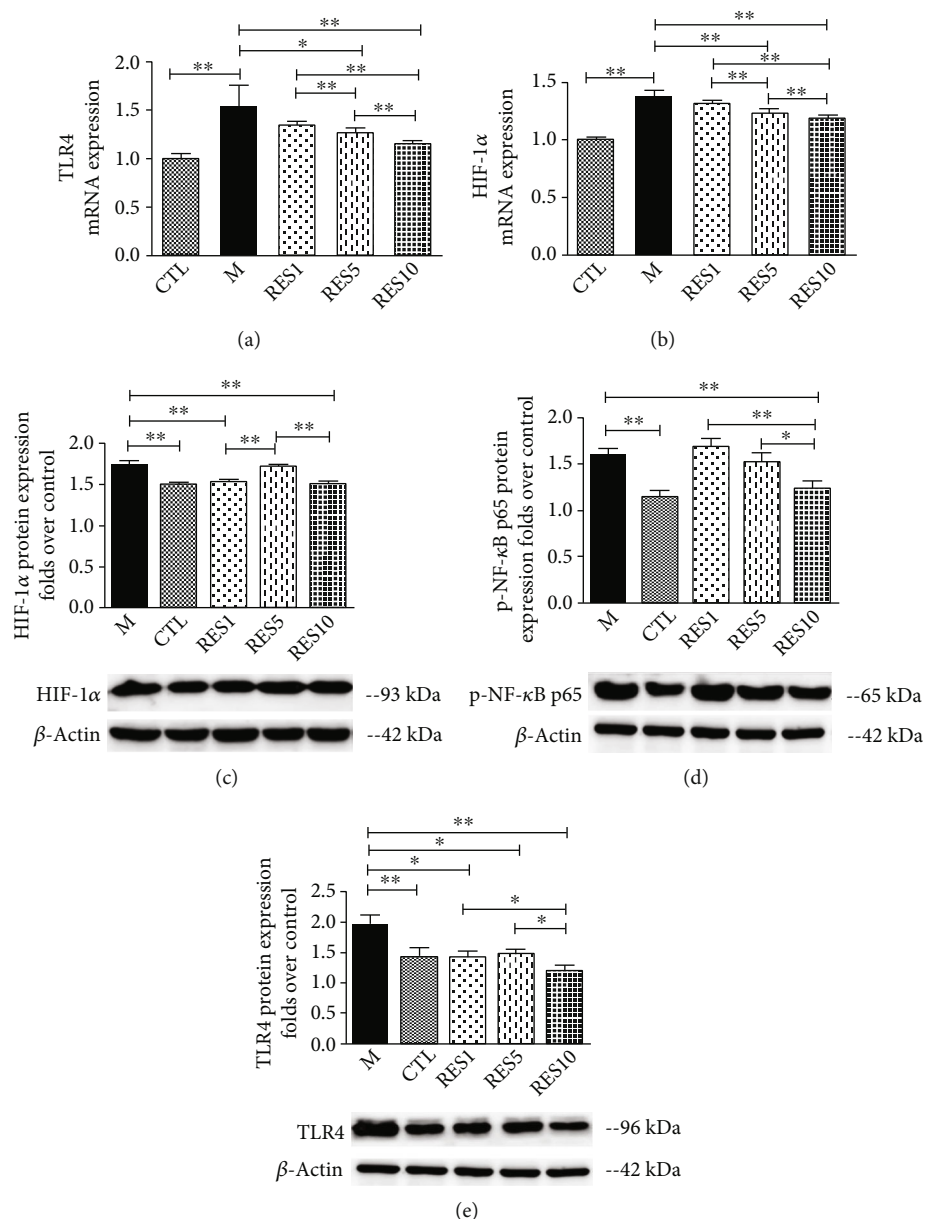 **
*
**
**
**
**
2.0
1.5
1.0
0.5
0.0
TLR4
mRNA expression
CTL
M
RES1
RES5
RES10
(a)
**
**
**
**
**
**
1.5
1.0
0.5
0.0
HIF-1α
mRNA expression
CTL
M
RES1
RES5
RES10
(b)
**
**
**
**
**
2.0
1.5
1.0
0.5
0.0
HIF-1α protein expression
folds over control
M
CTL
RES1
RES5
RES10
HIF-1α
--93 kDa
β-Actin
--42 kDa
(c)
**
**
**
*
2.0
1.5
1.0
0.5
0
p-NF-κB p65 protein
expression folds over control
M
CTL
RES1
RES5
RES10
p-NF-κB p65
--65 kDa
β-Actin
--42 kDa
(d)
**
*
*
**
*
*
2.5
2.0
1.5
1.0
0.5
0.0
TLR4 protein expression
folds over control
M
CTL
RES1
RES5
RES10
TLR4
--96 kDa
β-Actin
--42 kDa
(e)